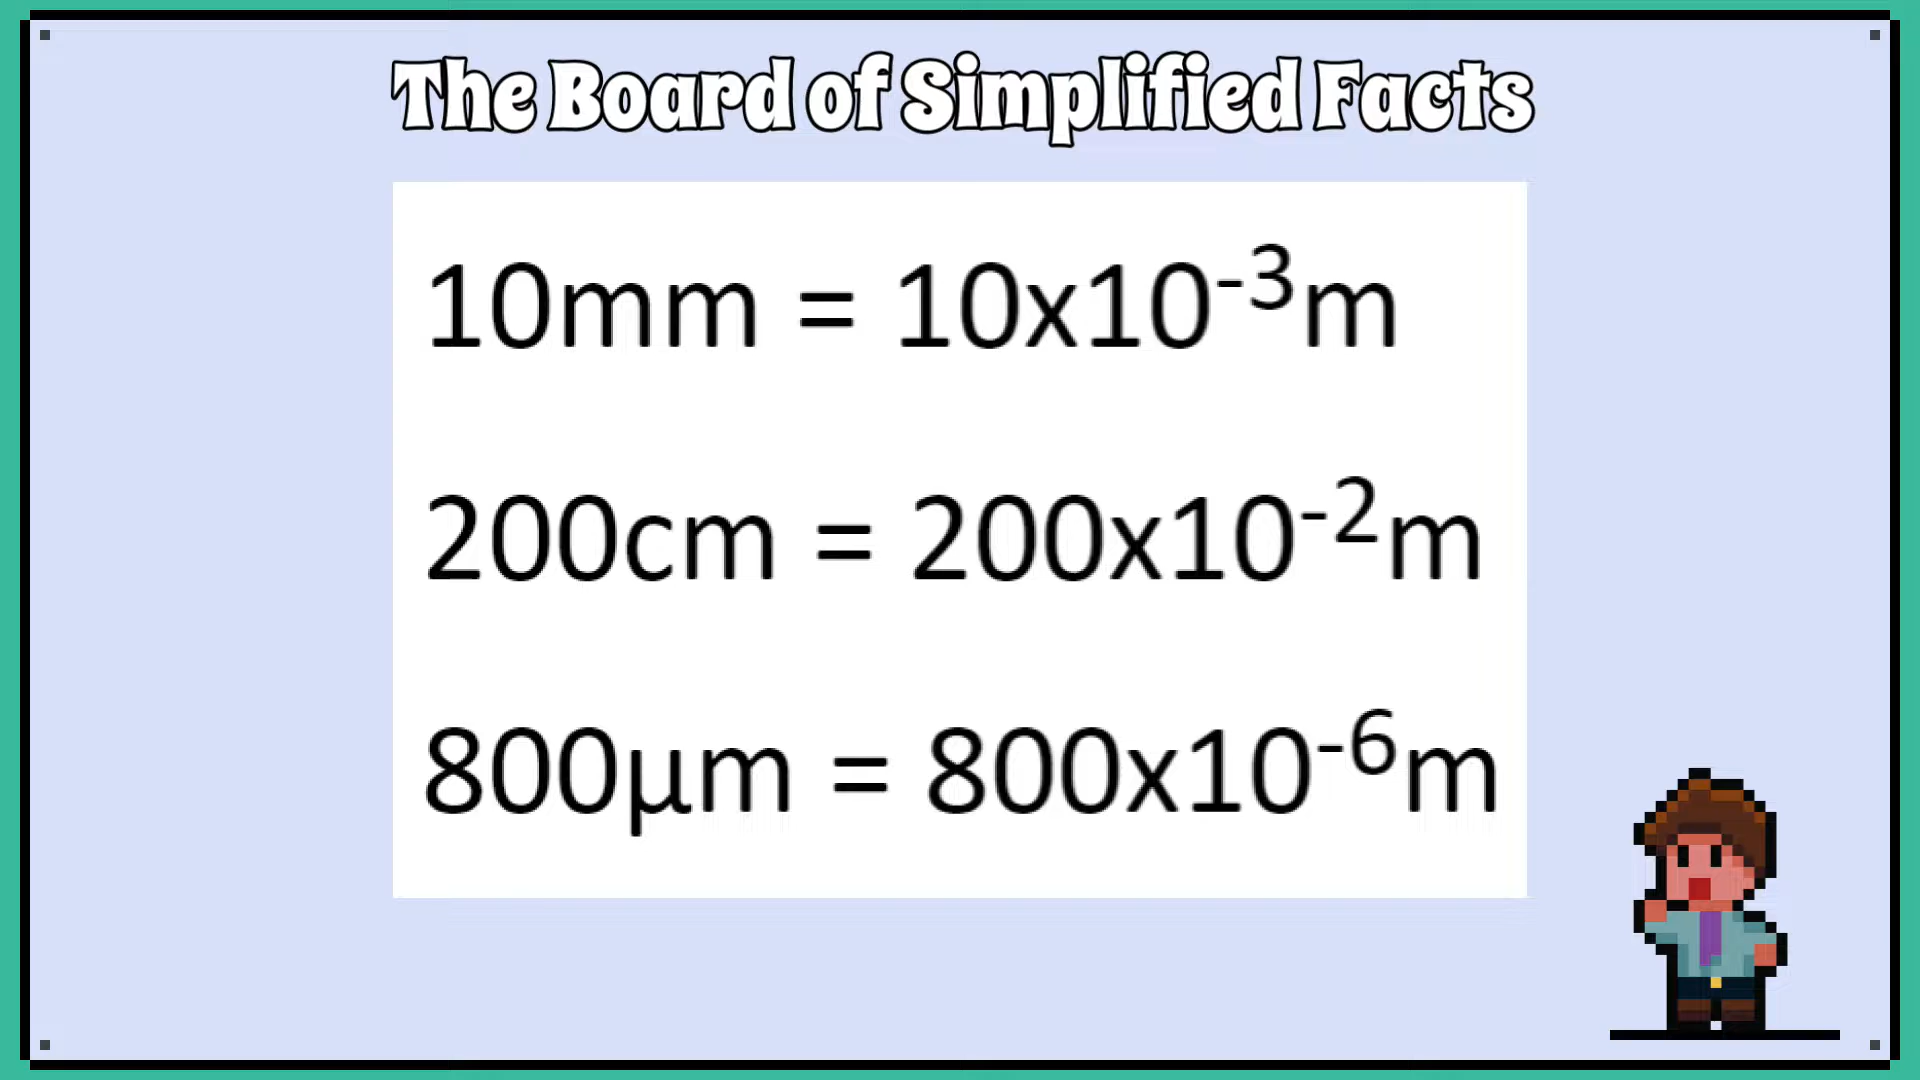 The Board of Simplified Facts
10mm = 10x10⁻³m
200cm = 200x10⁻²m
800µm = 800x10⁻⁶m